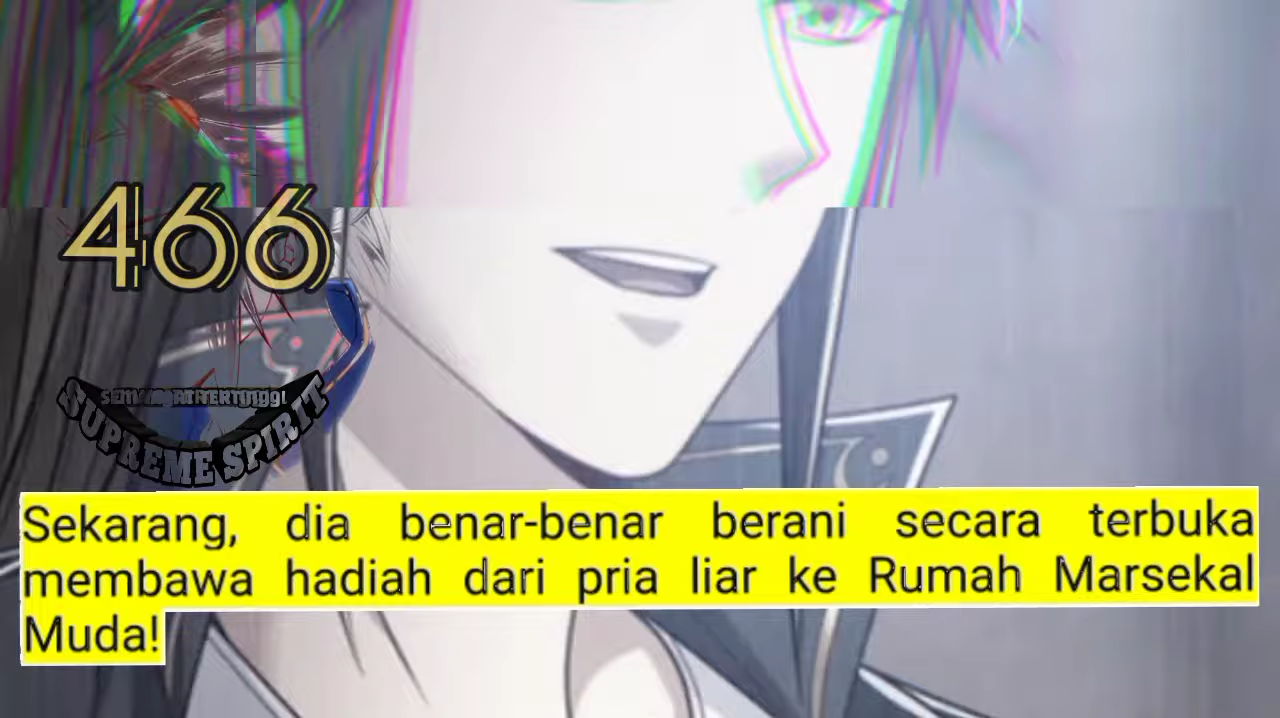 466
SUPREME SPIRIT
Sekarang, dia benar-benar berani secara terbuka
membawa hadiah dari pria liar ke Rumah Marsekal
Muda!